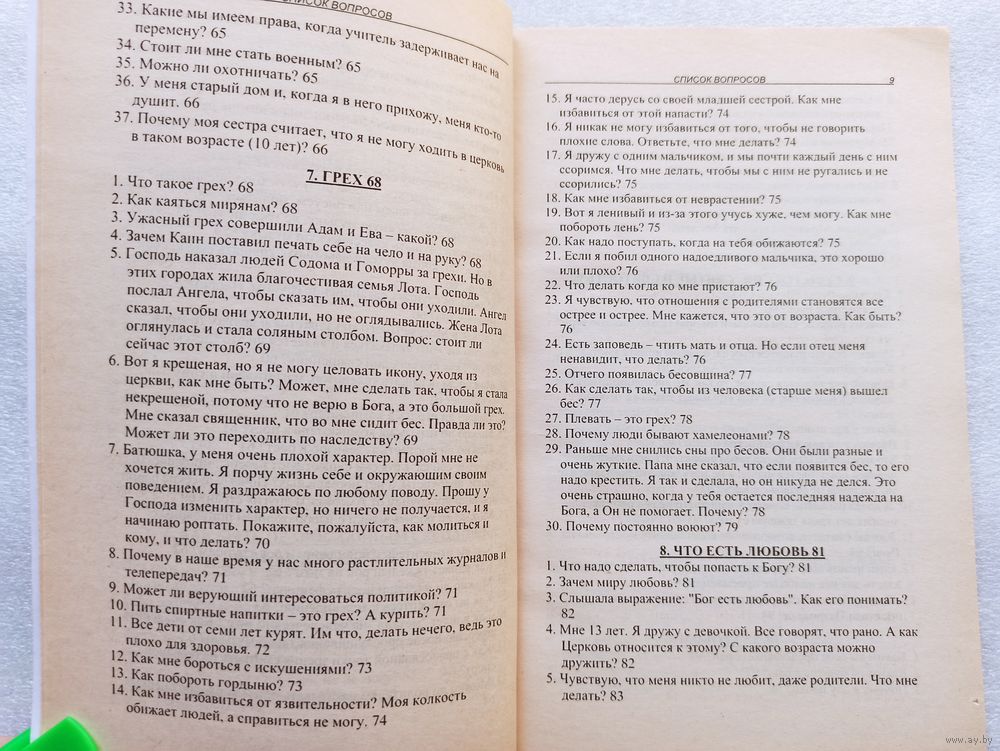 СПИСОК ВОПРОСОВ
33. Какие мы имеем права, когда учитель задерживает нас на
перемену? 65
34. Стоит ли мне стать военным? 65
35. Можно ли охотничать? 65
36. У меня старый дом и, когда я в него прихожу, меня кто-то
душит. 66
37. Почему моя сестра считает, что я не могу ходить в церковь
в таком возрасте (10 лет)? 66
7. ГРЕХ 68
1. Что такое грех? 68
2. Как каяться мирянам? 68
3. Ужасный грех совершили Адам и Ева – какой? 68
4. Зачем Каин поставил печать себе на чело и на руку? 68
5. Господь наказал людей Содома и Гоморры за грехи. Но в
этих городах жила благочестивая семья Лота. Господь
послал Ангела, чтобы сказать им, чтобы они уходили. Ангел
сказал, чтобы они уходили, но не оглядывались. Жена Лота
оглянулась и стала соляным столбом. Вопрос: стоит ли
сейчас этот столб? 69
6. Вот я крещеная, но я не могу целовать икону, уходя из
церкви, как мне быть? Может, мне сделать так, чтобы я стала
некрещеной, потому что не верю в Бога, а это большой грех.
Мне сказал священник, что во мне сидит бес. Правда ли это?
Может ли это переходить по наследству? 69
7. Батюшка, у меня очень плохой характер. Порой мне не
хочется жить. Я порчу жизнь себе и окружающим своим
поведением. Я раздражаюсь по любому поводу. Прошу у
Господа изменить характер, но ничего не получается, и я
начинаю роптать. Покажите, пожалуйста, как молиться и
кому, и что делать? 70
8. Почему в наше время у нас много растлительных журналов и
телепередач? 71
9. Может ли верующий интересоваться политикой? 71
10. Пить спиртные напитки – это грех? А курить? 71
11. Все дети от семи лет курят. Им что, делать нечего, ведь это
плохо для здоровья. 72
12. Как мне бороться с искушениями? 73
13. Как побороть гордыню? 73
14. Как мне избавиться от язвительности? Моя колкость
обижает людей, а справиться не могу. 74
СПИСОК ВОПРОСОВ 9
15. Я часто дерусь со своей младшей сестрой. Как мне
избавиться от этой напасти? 74
16. Я никак не могу избавиться от того, чтобы не говорить
плохие слова. Ответьте, что мне делать? 74
17. Я дружу с одним мальчиком, и мы почти каждый день с ним
ссоримся. Что мне делать, чтобы мы с ним не ругались и не
ссорились? 75
18. Как мне избавиться от неврастении? 75
19. Вот я ленивый и из-за этого учусь хуже, чем могу. Как мне
побороть лень? 75
20. Как надо поступать, когда на тебя обижаются? 75
21. Если я побил одного надоедливого мальчика, это хорошо
или плохо? 76
22. Что делать когда ко мне пристают? 76
23. Я чувствую, что отношения с родителями становятся все
острее и острее. Мне кажется, что это от возраста. Как быть?
76
24. Есть заповедь – чтить мать и отца. Но если отец меня
ненавидит, что делать? 76
25. Отчего появилась бесовщина? 77
26. Как сделать так, чтобы из человека (старше меня) вышел
бес? 77
27. Плевать – это грех? 78
28. Почему люди бывают хамелеонами? 78
29. Раньше мне снились сны про бесов. Они были разные и
очень жуткие. Папа мне сказал, что если появится бес, то его
надо крестить. Я так и сделала, но он никуда не делся. Это
очень страшно, когда у тебя остается последняя надежда на
Бога, а Он не помогает. Почему? 78
30. Почему постоянно воюют? 79
8. ЧТО ЕСТЬ ЛЮБОВЬ 81
1. Что надо сделать, чтобы попасть к Богу? 81
2. Зачем миру любовь? 81
3. Слышала выражение: "Бог есть любовь". Как его понимать?
82
4. Мне 13 лет. Я дружу с девочкой. Все говорят, что рано. А как
Церковь относится к этому? С какого возраста можно
дружить? 82
5. Чувствую, что меня никто не любит, даже родители. Что мне
делать? 83
www.ay.by